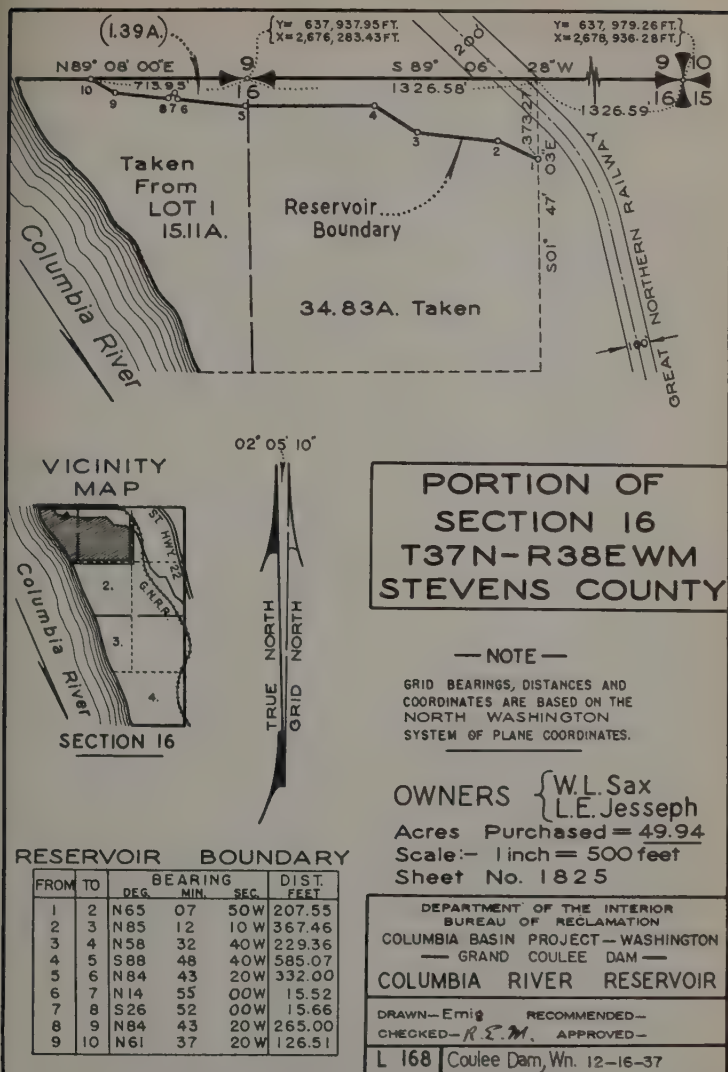 (1.39A.)
Y= 637,937.95 FT.
X=2,676,283.43 FT.
Y= 637,979.26 FT.
X=2,678,936.28 FT.
200'
N89° 08' 00"E
9
16
S 89° 06' 28"W
9 10
16 15
713.95'
1326.58'
1326.59
10
9
8 7 6
5
4
3
2
373.27'
S01° 47' 03"E
Taken
From
LOT 1
15.11A.
Reservoir
Boundary
34.83A. Taken
Columbia River
GREAT NORTHERN RAILWAY
VICINITY
MAP
ST. HWY. 22
G.N.R.R.
2.
3.
4.
Columbia River
SECTION 16
02° 05' 10"
TRUE NORTH
GRID NORTH
PORTION OF
SECTION 16
T37N-R38EWM
STEVENS COUNTY
— NOTE —
GRID BEARINGS, DISTANCES AND
COORDINATES ARE BASED ON THE
NORTH WASHINGTON
SYSTEM OF PLANE COORDINATES.
OWNERS { W.L. Sax
L.E. Jesseph
Acres Purchased = 49.94
Scale:- 1 inch = 500 feet
Sheet No. 1825
RESERVOIR BOUNDARY
FROM TO BEARING DIST.
DEG. MIN. SEC. FEET
1 2 N65 07 50W 207.55
2 3 N85 12 10W 367.46
3 4 N58 32 40W 229.36
4 5 S88 48 40W 585.07
5 6 N84 43 20W 332.00
6 7 N14 55 00W 15.52
7 8 S26 52 00W 15.66
8 9 N84 43 20W 265.00
9 10 N61 37 20W 126.51
DEPARTMENT OF THE INTERIOR
BUREAU OF RECLAMATION
COLUMBIA BASIN PROJECT — WASHINGTON
— GRAND COULEE DAM —
COLUMBIA RIVER RESERVOIR
DRAWN— Emig RECOMMENDED—
CHECKED— R.E.M. APPROVED—
L 168 Coulee Dam, Wn. 12-16-37